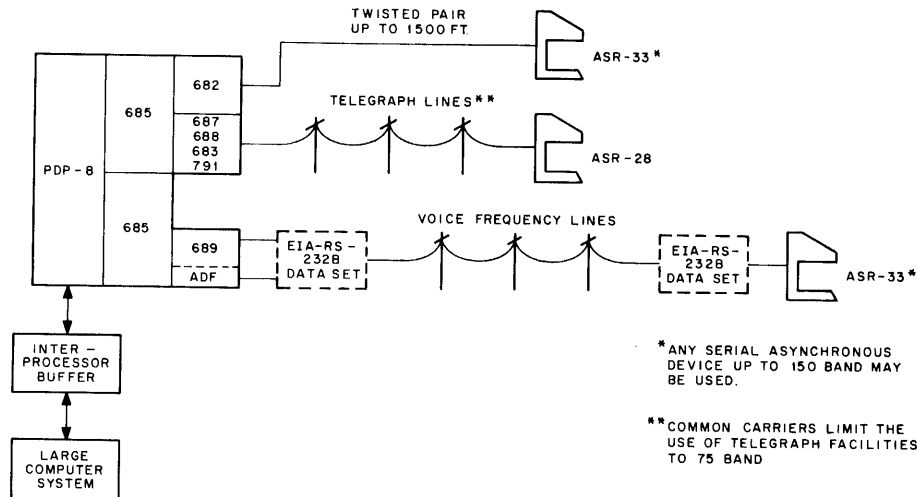 TWISTED PAIR
UP TO 1500 FT.
ASR-33*
682
685
TELEGRAPH LINES**
687
688
683
791
ASR-28
PDP-8
685
VOICE FREQUENCY LINES
689
ADF
EIA-RS-
232B
DATA SET
EIA-RS-
232B
DATA SET
ASR-33*
INTER-
PROCESSOR
BUFFER
*ANY SERIAL ASYNCHRONOUS
DEVICE UP TO 150 BAND MAY
BE USED.
**COMMON CARRIERS LIMIT THE
USE OF TELEGRAPH FACILITIES
TO 75 BAND
LARGE
COMPUTER
SYSTEM